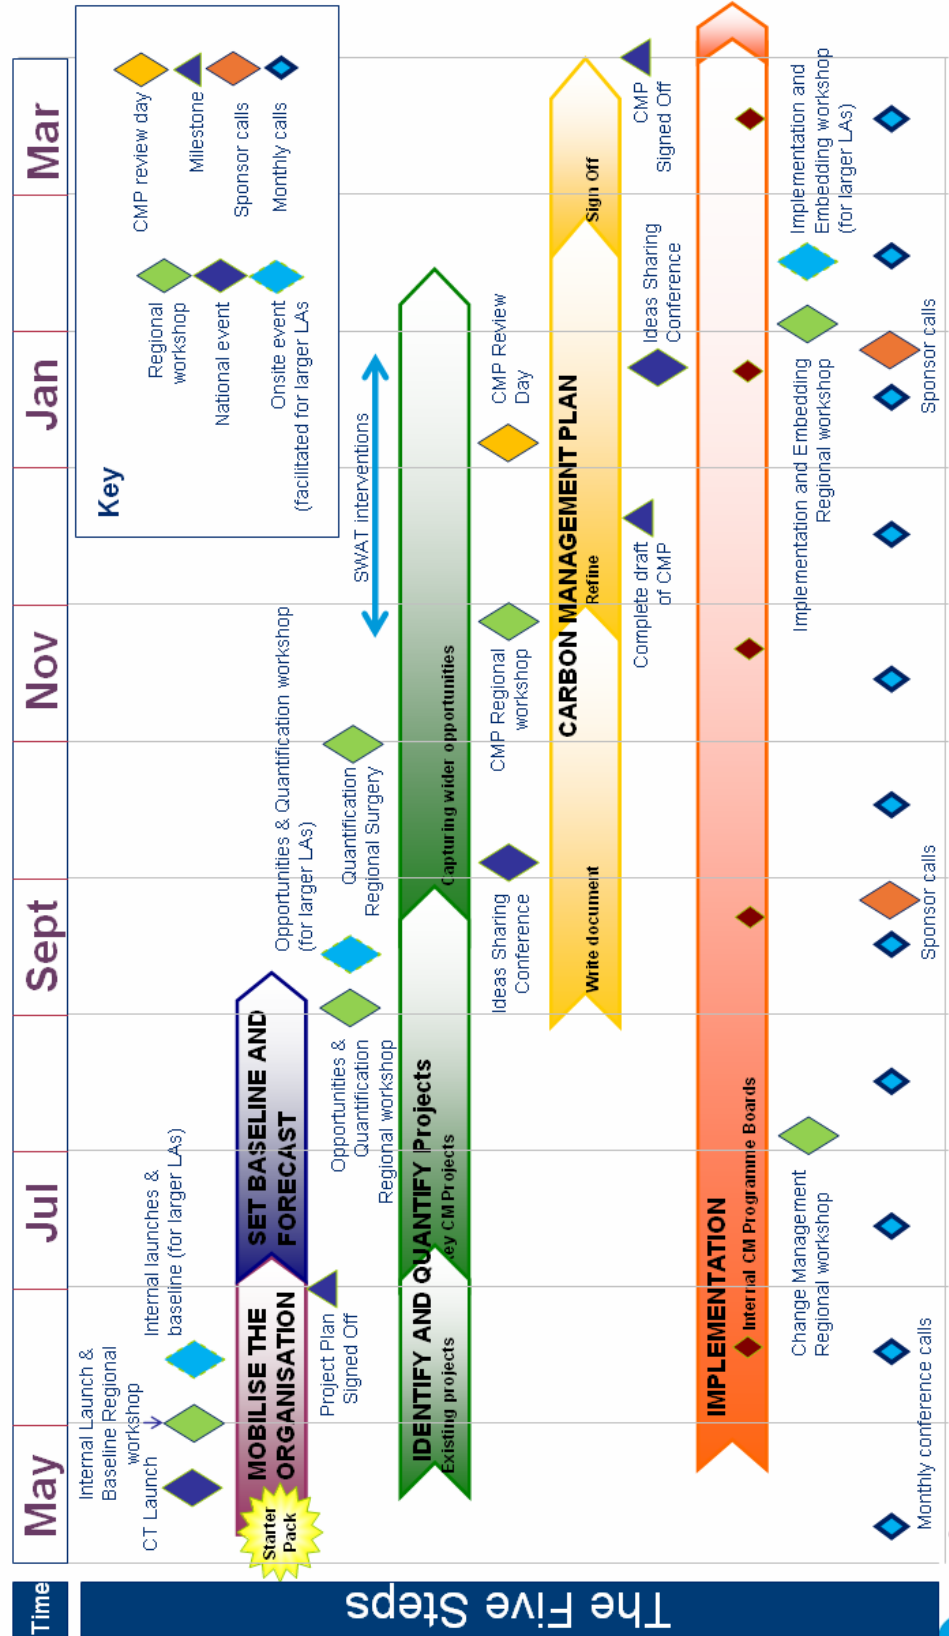 Time
May
Jul
Sept
Nov
Jan
Mar
The Five Steps
Key
Regional
workshop
National event
Onsite event
(facilitated for larger LAs
CMP review day
Milestone
Sponsor calls
Monthly calls
Internal Launch &
Baseline Regional
workshop
CT Launch
Internal launches &
baseline (for larger LAs)
Starter
Pack
MOBILISE THE
ORGANISATION
SET BASELINE AND
FORECAST
Project Plan
Signed Off
Opportunities &
Quantification
Regional workshop
Opportunities & Quantification workshop
(for larger LAs)
Quantification
Regional Surgery
SWAT interventions
IDENTIFY AND QUANTIFY Projects
Existing projects
ey CM Projects
Capturing wider opportunities
Ideas Sharing
Conference
CMP Regional
workshop
CMP Review
Day
CARBON MANAGEMENT PLAN
Write document
Refine
Sign Off
Complete draft
of CMP
Ideas Sharing
Conference
CMP
Signed Off
IMPLEMENTATION
Internal CM Programme Boards
Change Management
Regional workshop
Implementation and Embedding
Regional workshop
Implementation and
Embedding workshop
(for larger LAs)
Monthly conference calls
Sponsor calls
Sponsor calls